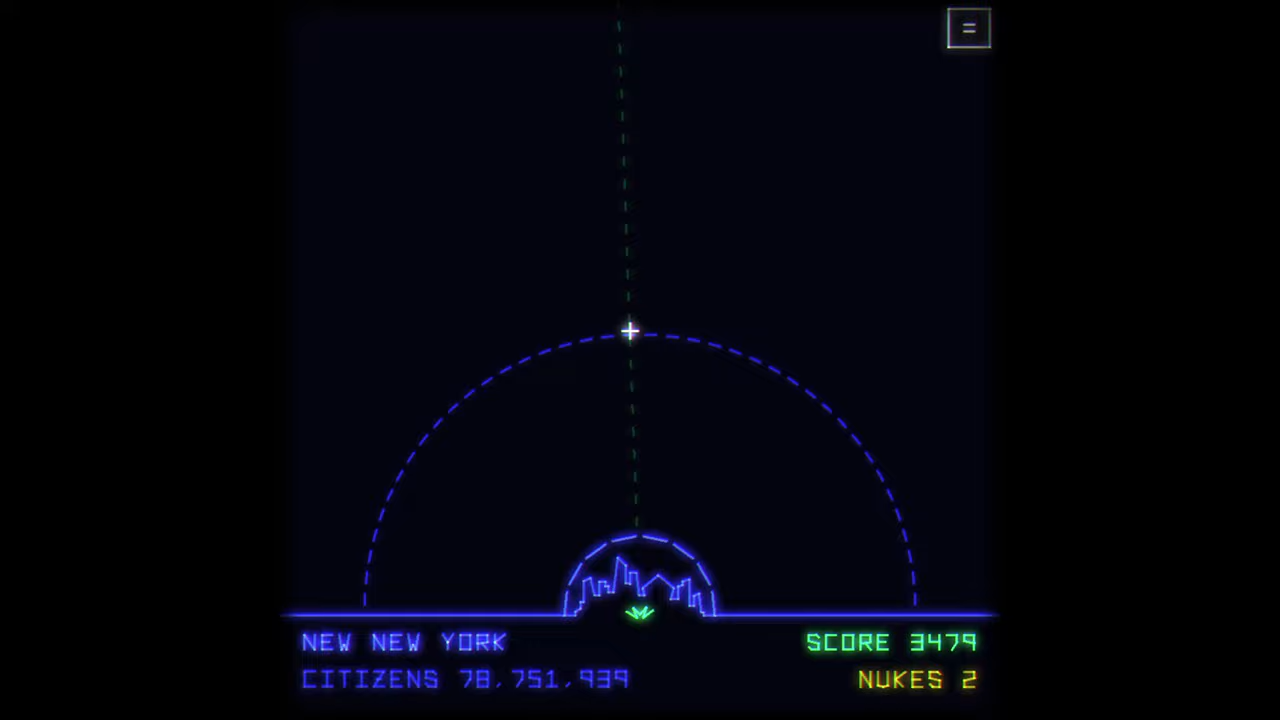 NEW NEW YORK
SCORE 3479
CITIZENS 78,751,939
NUKES 2